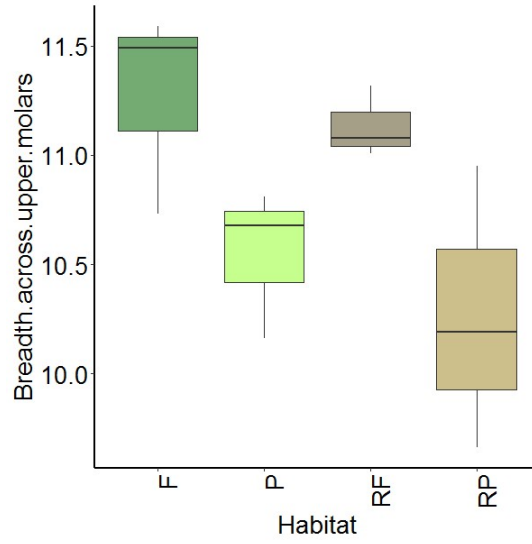 Breadth.across.upper.molars
11.5
11.0
10.5
10.0
F
P
RF
RP
Habitat